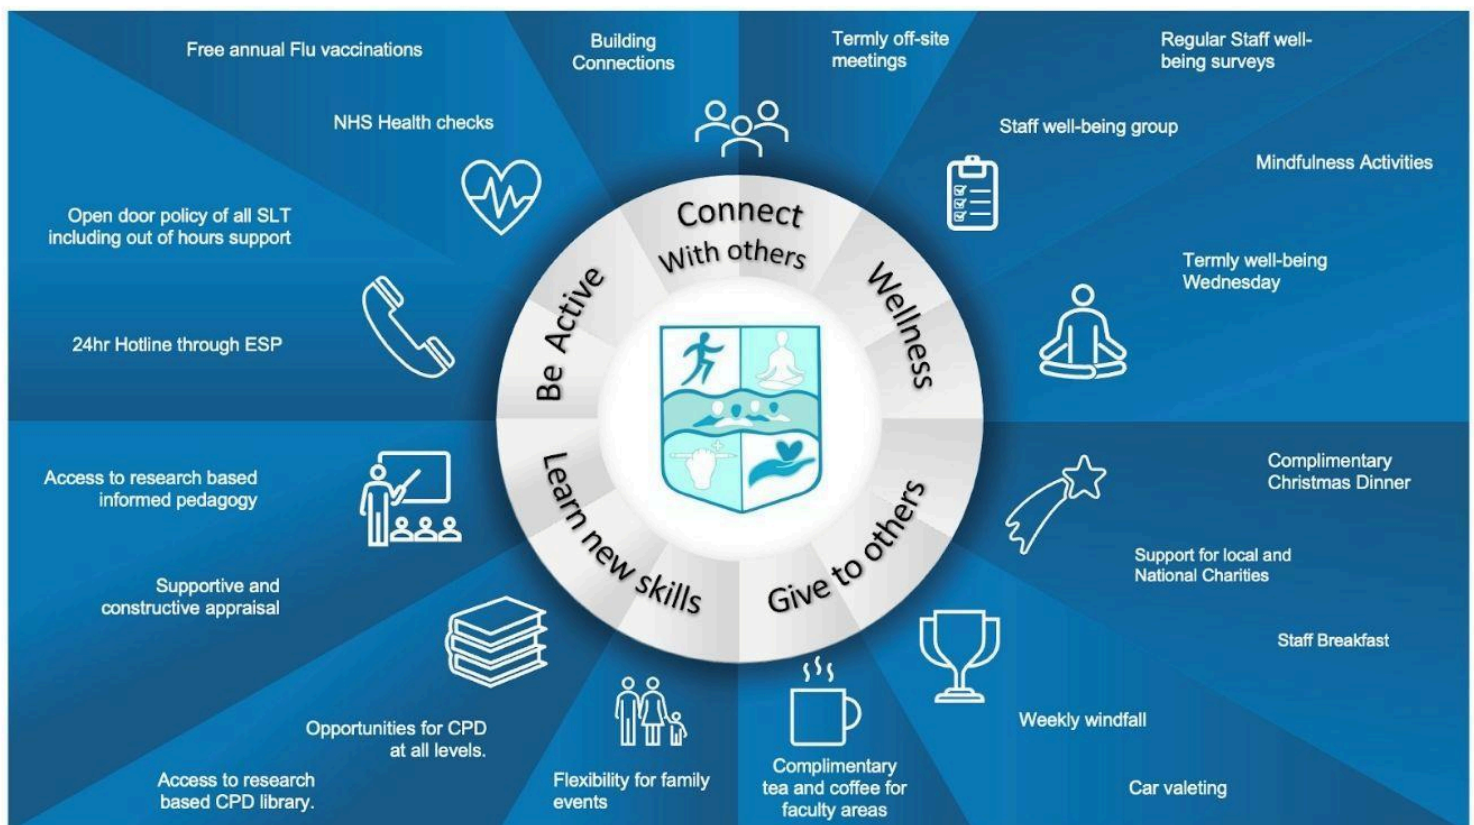 Free annual Flu vaccinations
Building
Connections
Termly off-site
meetings
Regular Staff well-
being surveys
NHS Health checks
Staff well-being group
Mindfulness Activities
Open door policy of all SLT
including out of hours support
Termly well-being
Wednesday
24hr Hotline through ESP
Connect
With others
Be Active
Wellness
Learn new skills
Give to others
Access to research based
informed pedagogy
Complimentary
Christmas Dinner
Supportive and
constructive appraisal
Support for local and
National Charities
Staff Breakfast
Opportunities for CPD
at all levels.
Weekly windfall
Access to research
based CPD library.
Flexibility for family
events
Complimentary
tea and coffee for
faculty areas
Car valeting